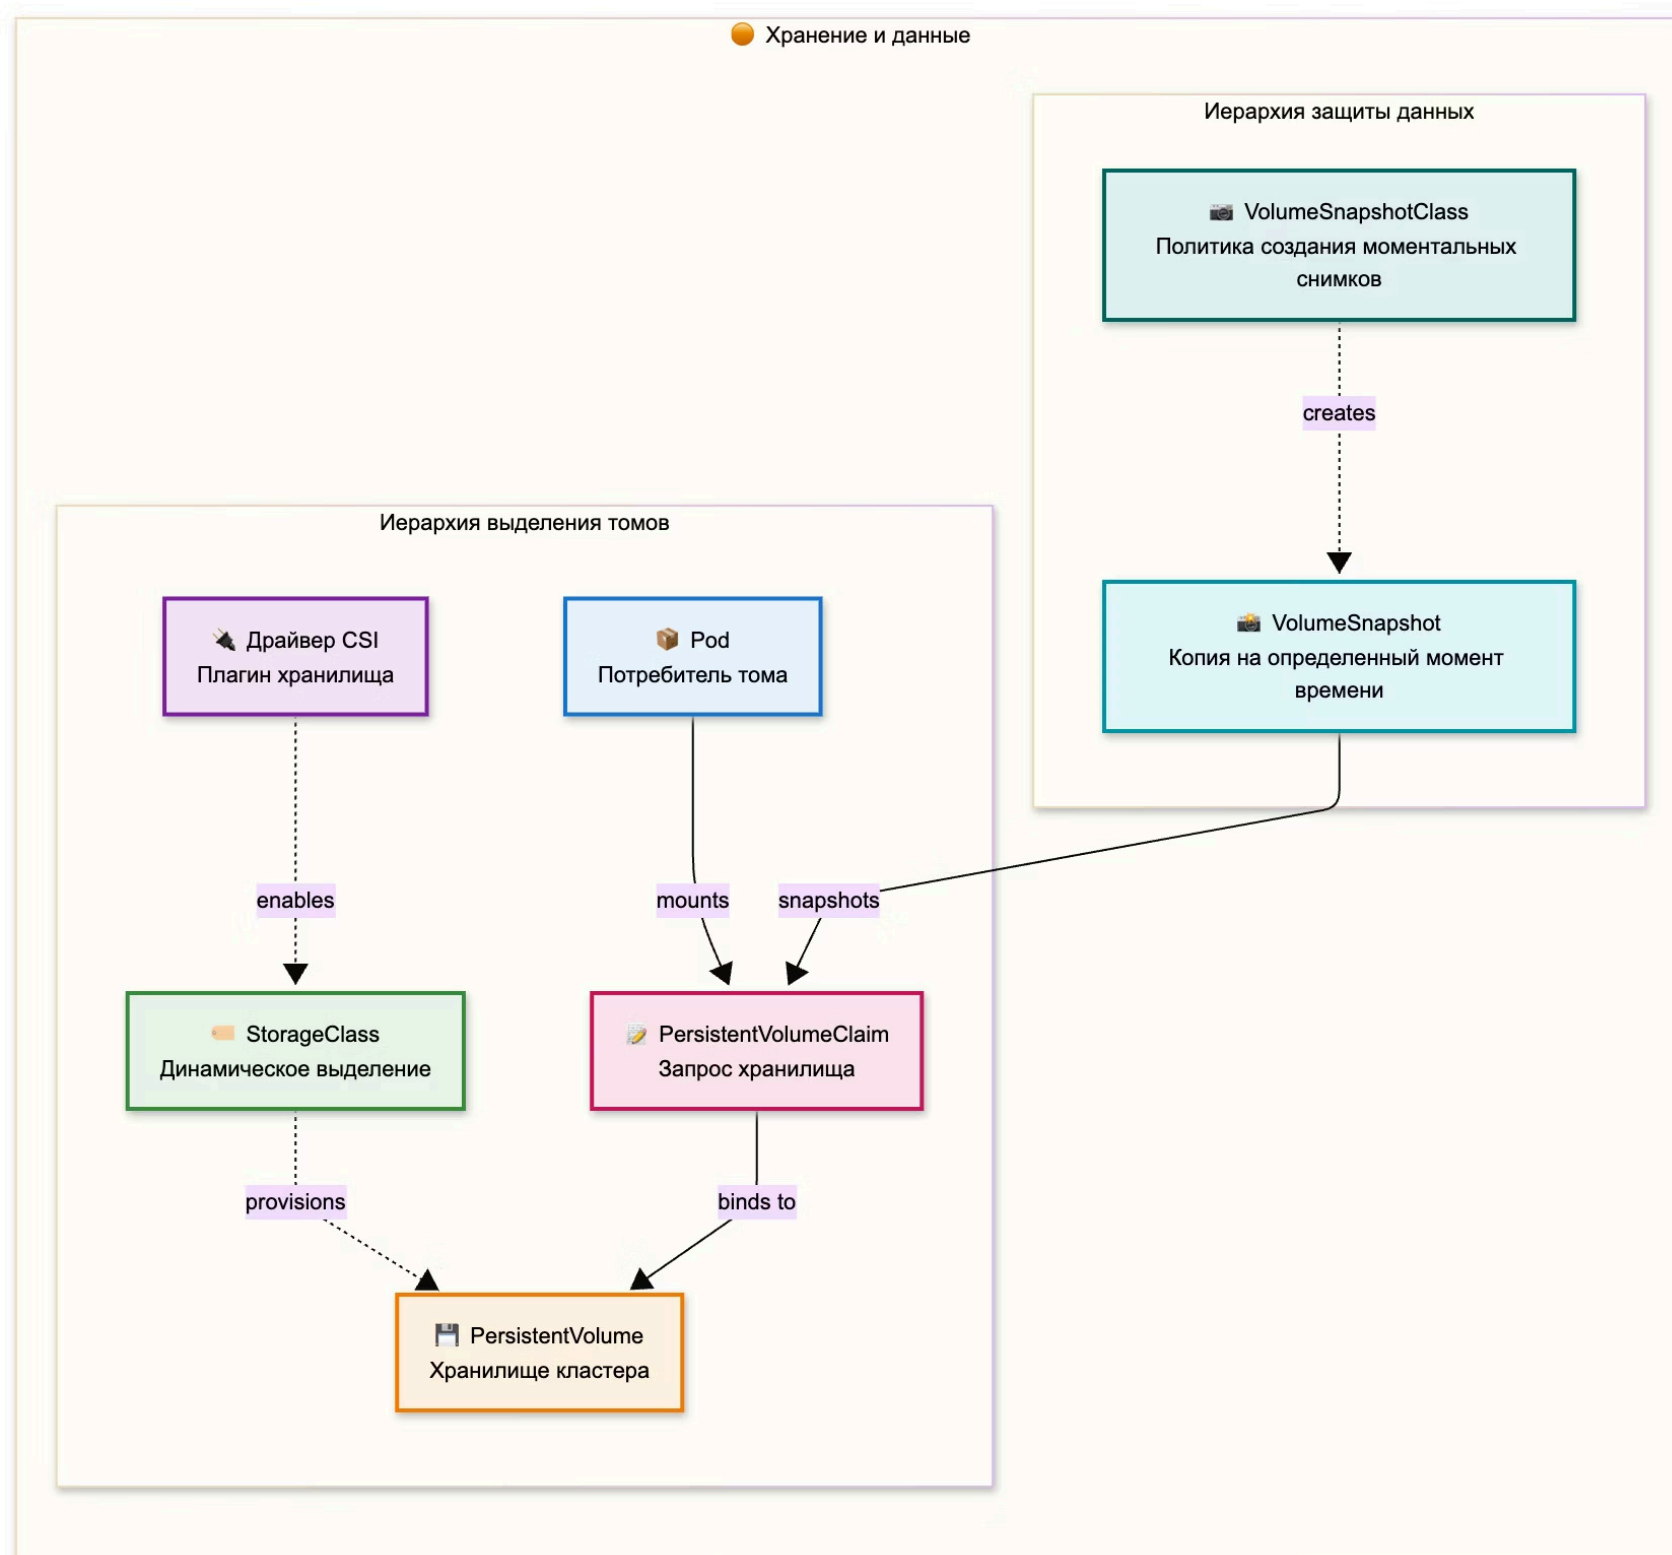 Хранение и данные
Иерархия защиты данных
VolumeSnapshotClass
Политика создания моментальных
снимков
creates
VolumeSnapshot
Копия на определенный момент
времени
Иерархия выделения томов
Драйвер CSI
Плагин хранилища
Pod
Потребитель тома
enables
mounts
snapshots
StorageClass
Динамическое выделение
PersistentVolumeClaim
Запрос хранилища
provisions
binds to
PersistentVolume
Хранилище кластера